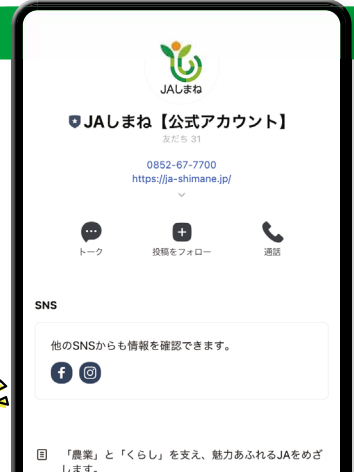 JAしまね
JAしまね【公式アカウント】
友だち 31
0852-67-7700
https://ja-shimane.jp/
トーク
投稿をフォロー
通話
SNS
他のSNSからも情報を確認できます。
「農業」と「くらし」を支え、魅力あふれるJAをめざ
します。